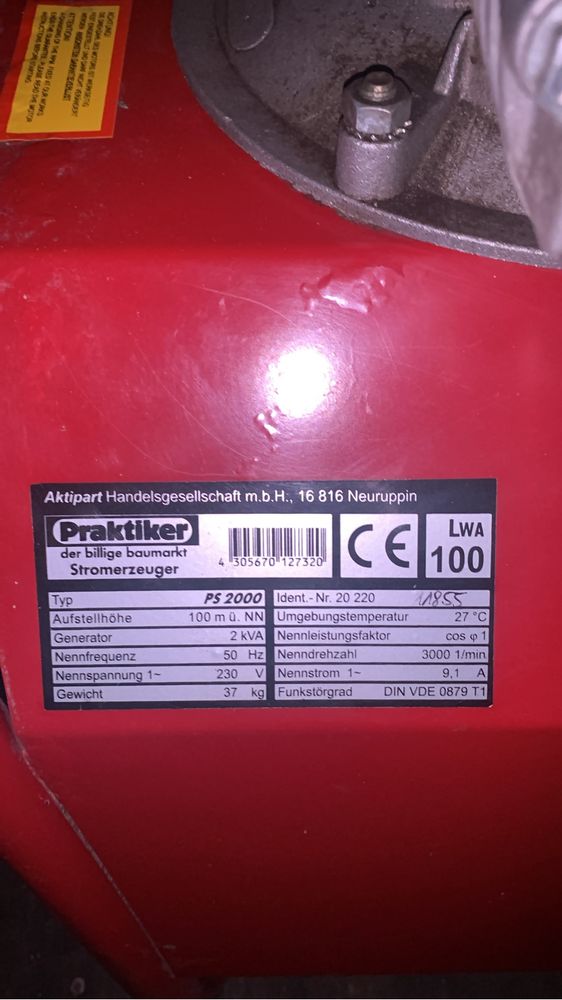 Aktipart Handelsgesellschaft m.b.H., 16 816 Neuruppin
Praktiker
der billige baumarkt
Stromerzeuger
4 305670 127320
CE
LWA
100
Typ PS 2000
Ident.- Nr. 20 220 11855
Aufstellhöhe 100 m ü. NN
Umgebungstemperatur 27 °C
Generator 2 kVA
Nennleistungsfaktor cos φ 1
Nennfrequenz 50 Hz
Nenndrehzahl 3000 1/min
Nennspannung 1~ 230 V
Nennstrom 1~ 9,1 A
Gewicht 37 kg
Funkstörgrad DIN VDE 0879 T1